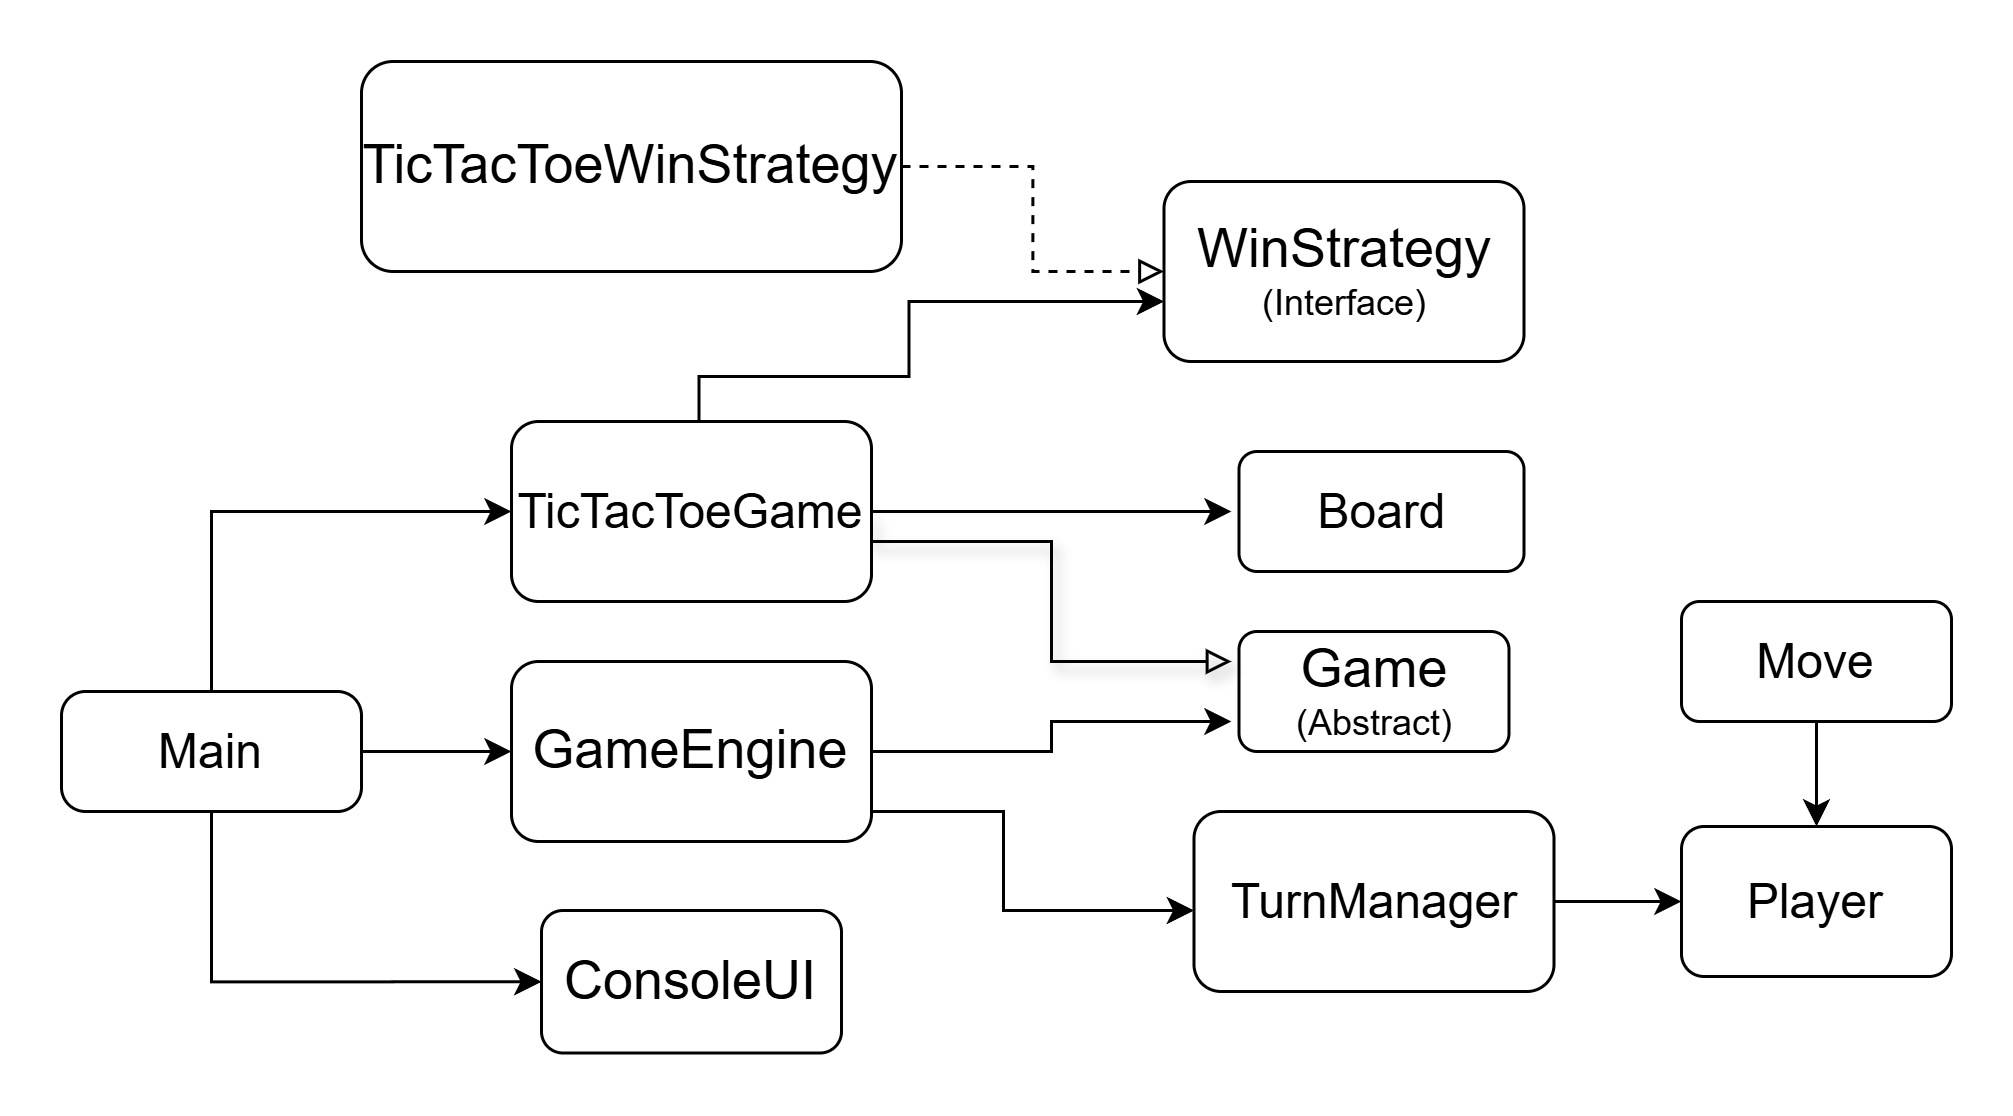 TicTacToeWinStrategy
WinStrategy
(Interface)
TicTacToeGame
Board
Game
(Abstract)
Move
Main
GameEngine
TurnManager
Player
ConsoleUI